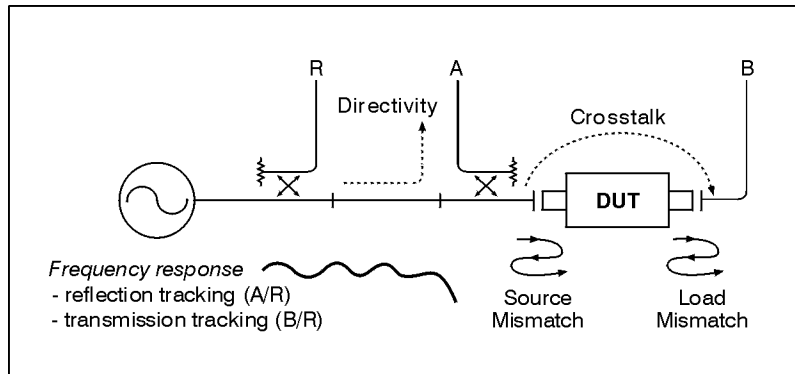 R
A
B
Directivity
Crosstalk
DUT
Frequency response
- reflection tracking (A/R)
- transmission tracking (B/R)
Source
Mismatch
Load
Mismatch